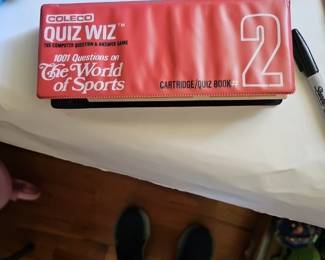 COLECO
QUIZ WIZ™
THE COMPUTER QUESTION & ANSWER GAME
1001 Questions on
The World
of Sports
CARTRIDGE/QUIZ BOOK
2
Sharpie